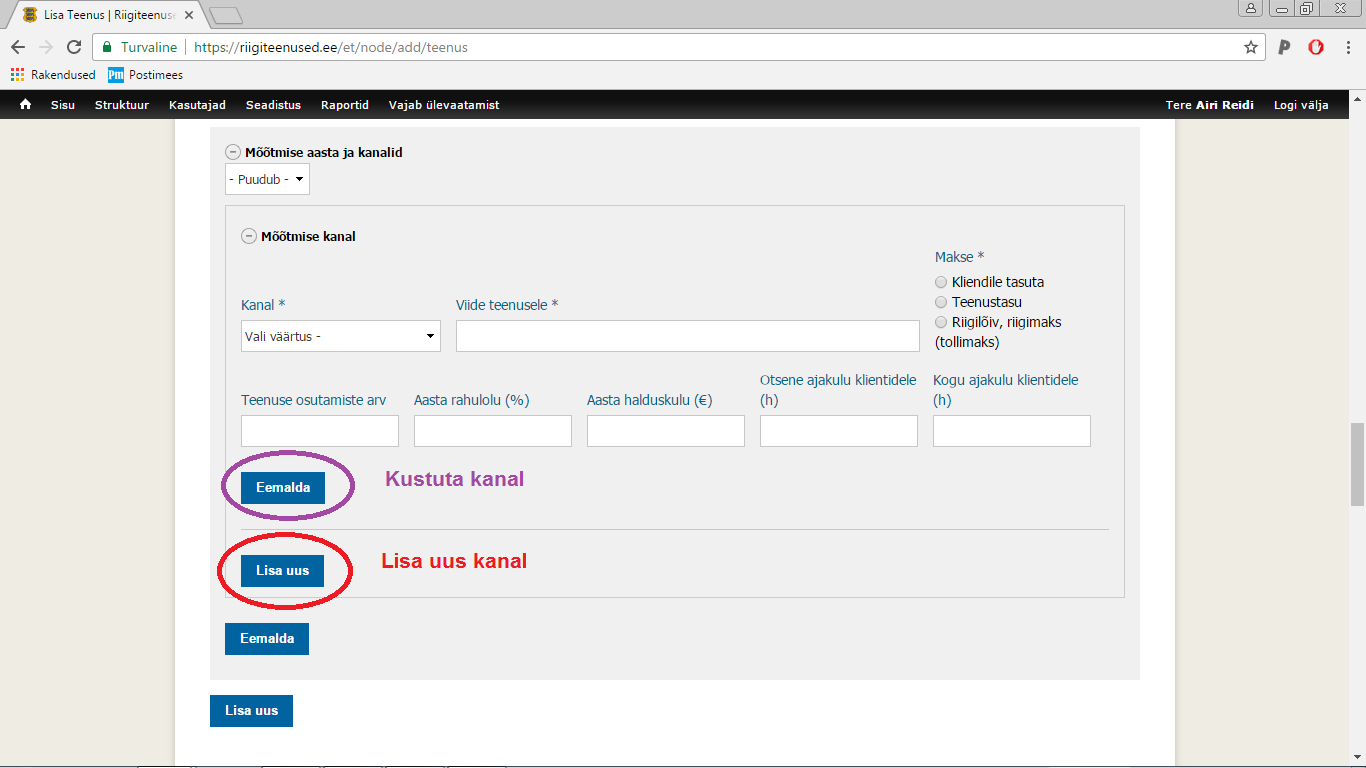 Lisa Teenus | Riigiteenuse
Turvaline
https://riigiteenused.ee/et/node/add/teenus
Rakendused Pm Postimees
Sisu Struktuur Kasutajad Seadistus Raportid Vajab ülevaatamist Tere Airi Reidi Logi välja
Mõõtmise aasta ja kanalid
- Puudub -
Mõõtmise kanal
Makse *
Kliendile tasuta
Teenustasu
Riigilõiv, riigimaks
(tollimaks)
Kanal *
Vali väärtus -
Viide teenusele *
Teenuse osutamiste arv
Aasta rahulolu (%)
Aasta halduskulu (€)
Otsene ajakulu klientidele
(h)
Kogu ajakulu klientidele
(h)
Eemalda
Kustuta kanal
Lisa uus
Lisa uus kanal
Eemalda
Lisa uus